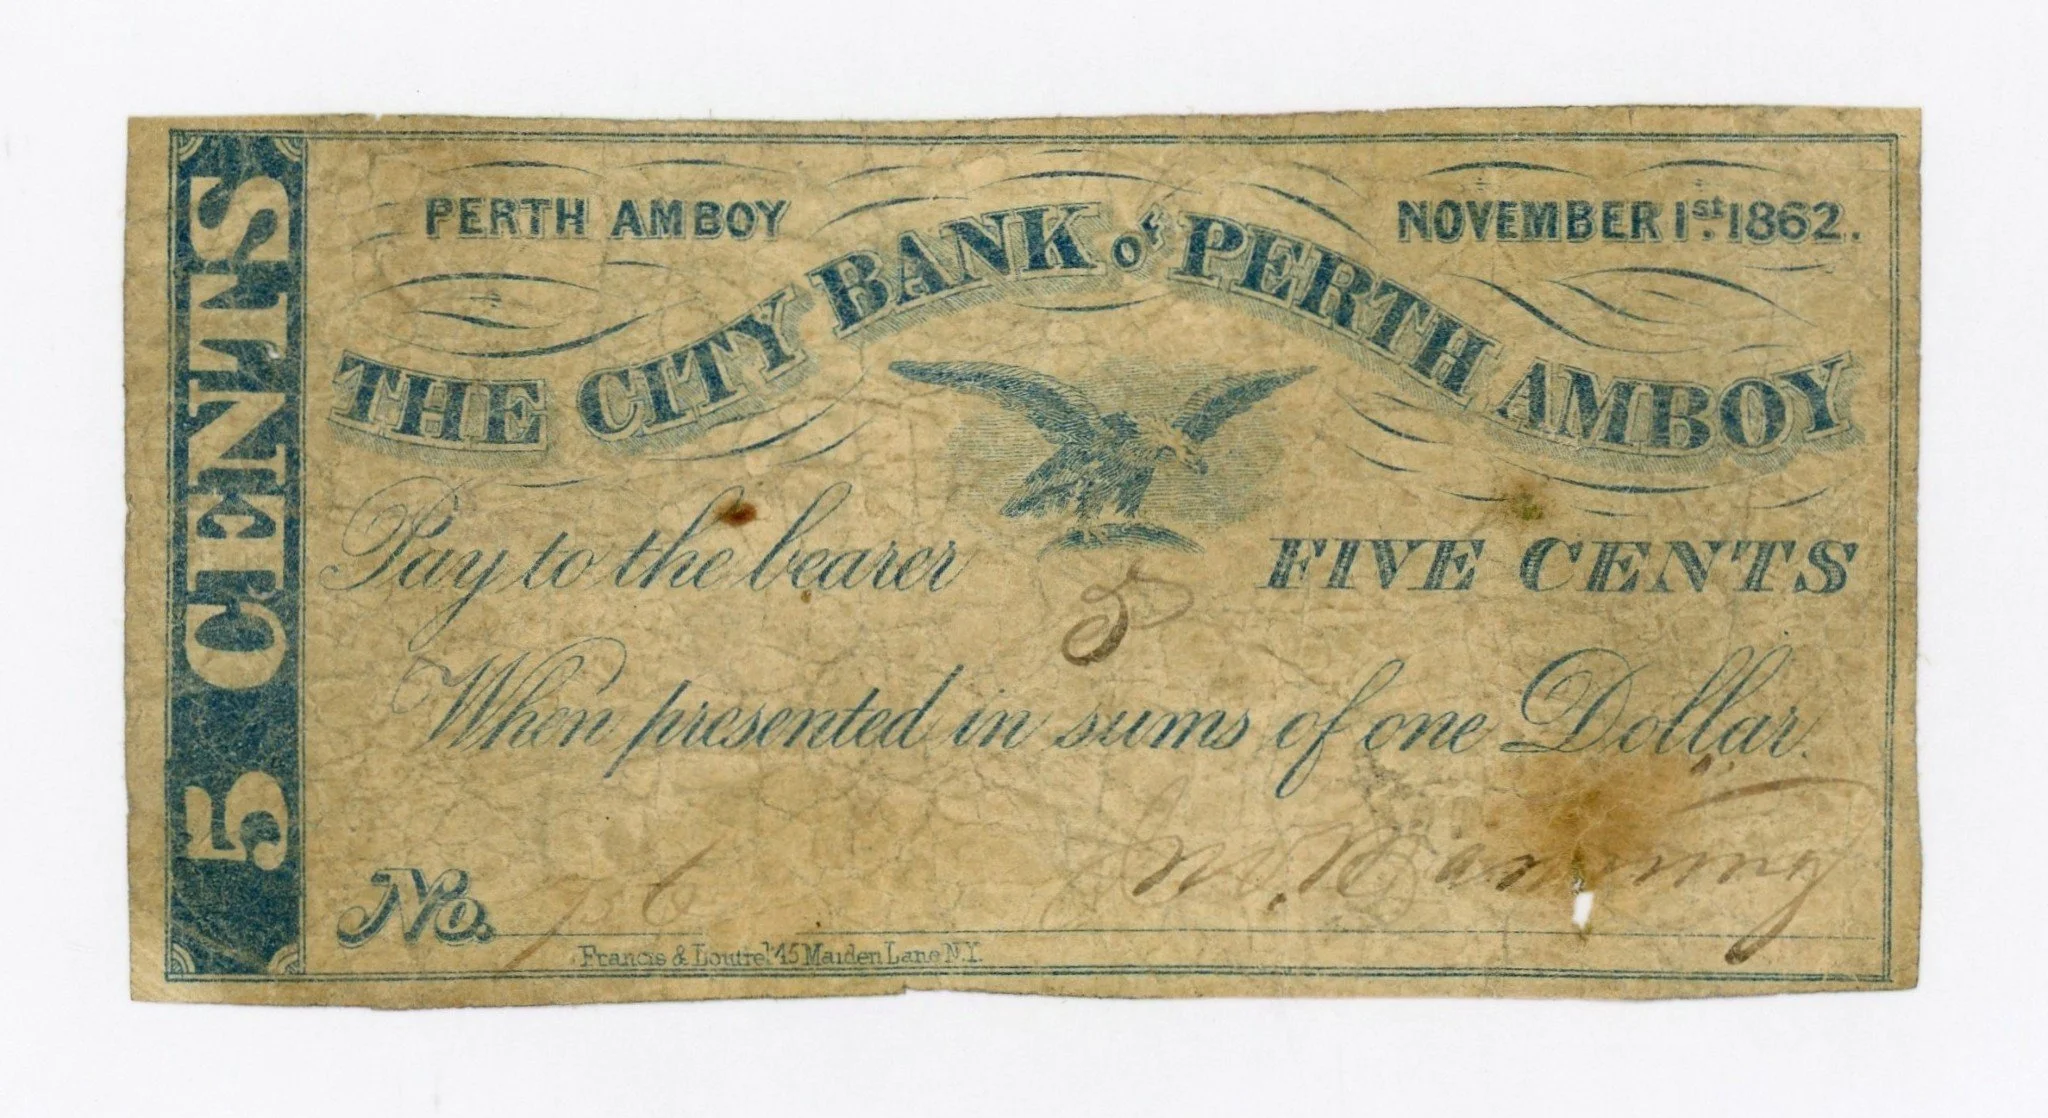 5 CENTS
PERTH AMBOY
NOVEMBER 1st. 1862.
THE CITY BANK OF PERTH AMBOY
Pay to the bearer FIVE CENTS
5
When presented in sums of one Dollar.
No.
Francis & Loutrel 45 Maiden Lane N.Y.